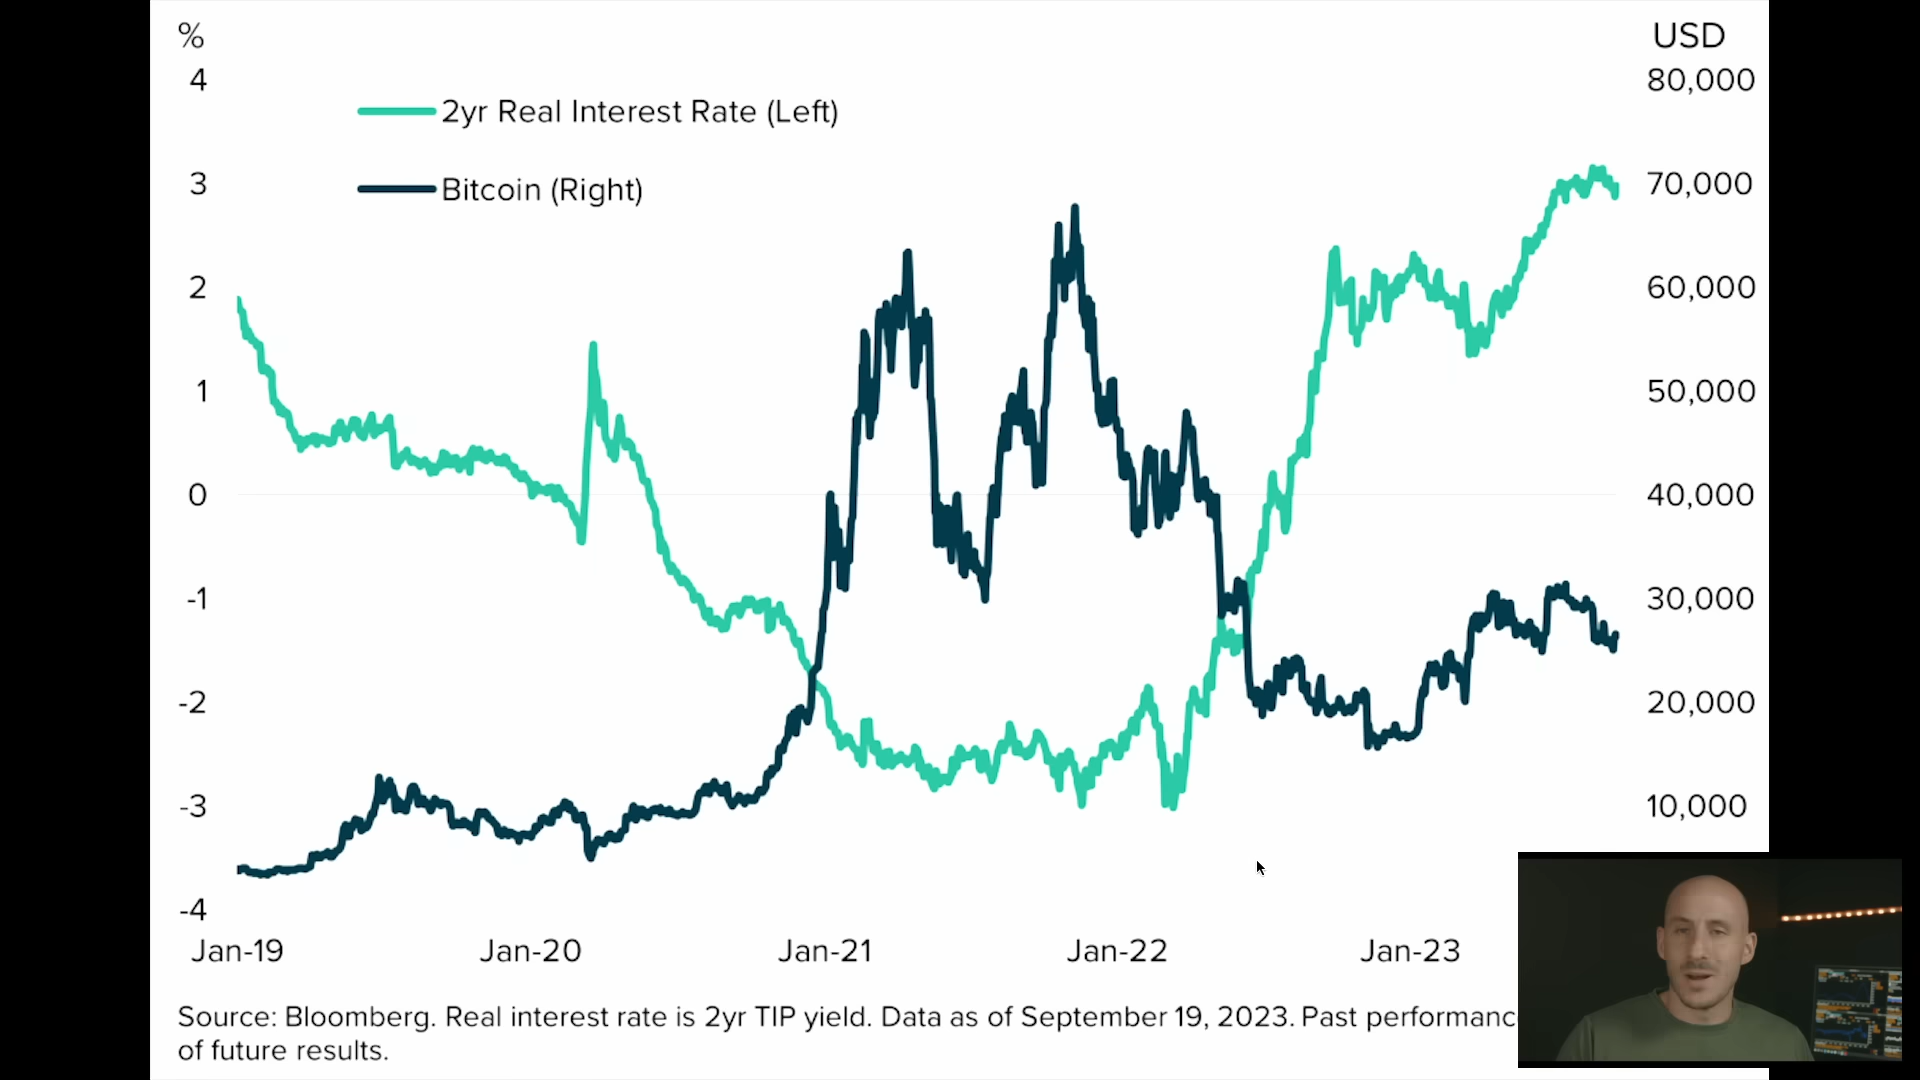 % USD
4 80,000
2yr Real Interest Rate (Left)
3 70,000
Bitcoin (Right)
2 60,000
1 50,000
0 40,000
-1 30,000
-2 20,000
-3 10,000
-4
Jan-19 Jan-20 Jan-21 Jan-22 Jan-23
Source: Bloomberg. Real interest rate is 2yr TIP yield. Data as of September 19, 2023. Past performanc
of future results.